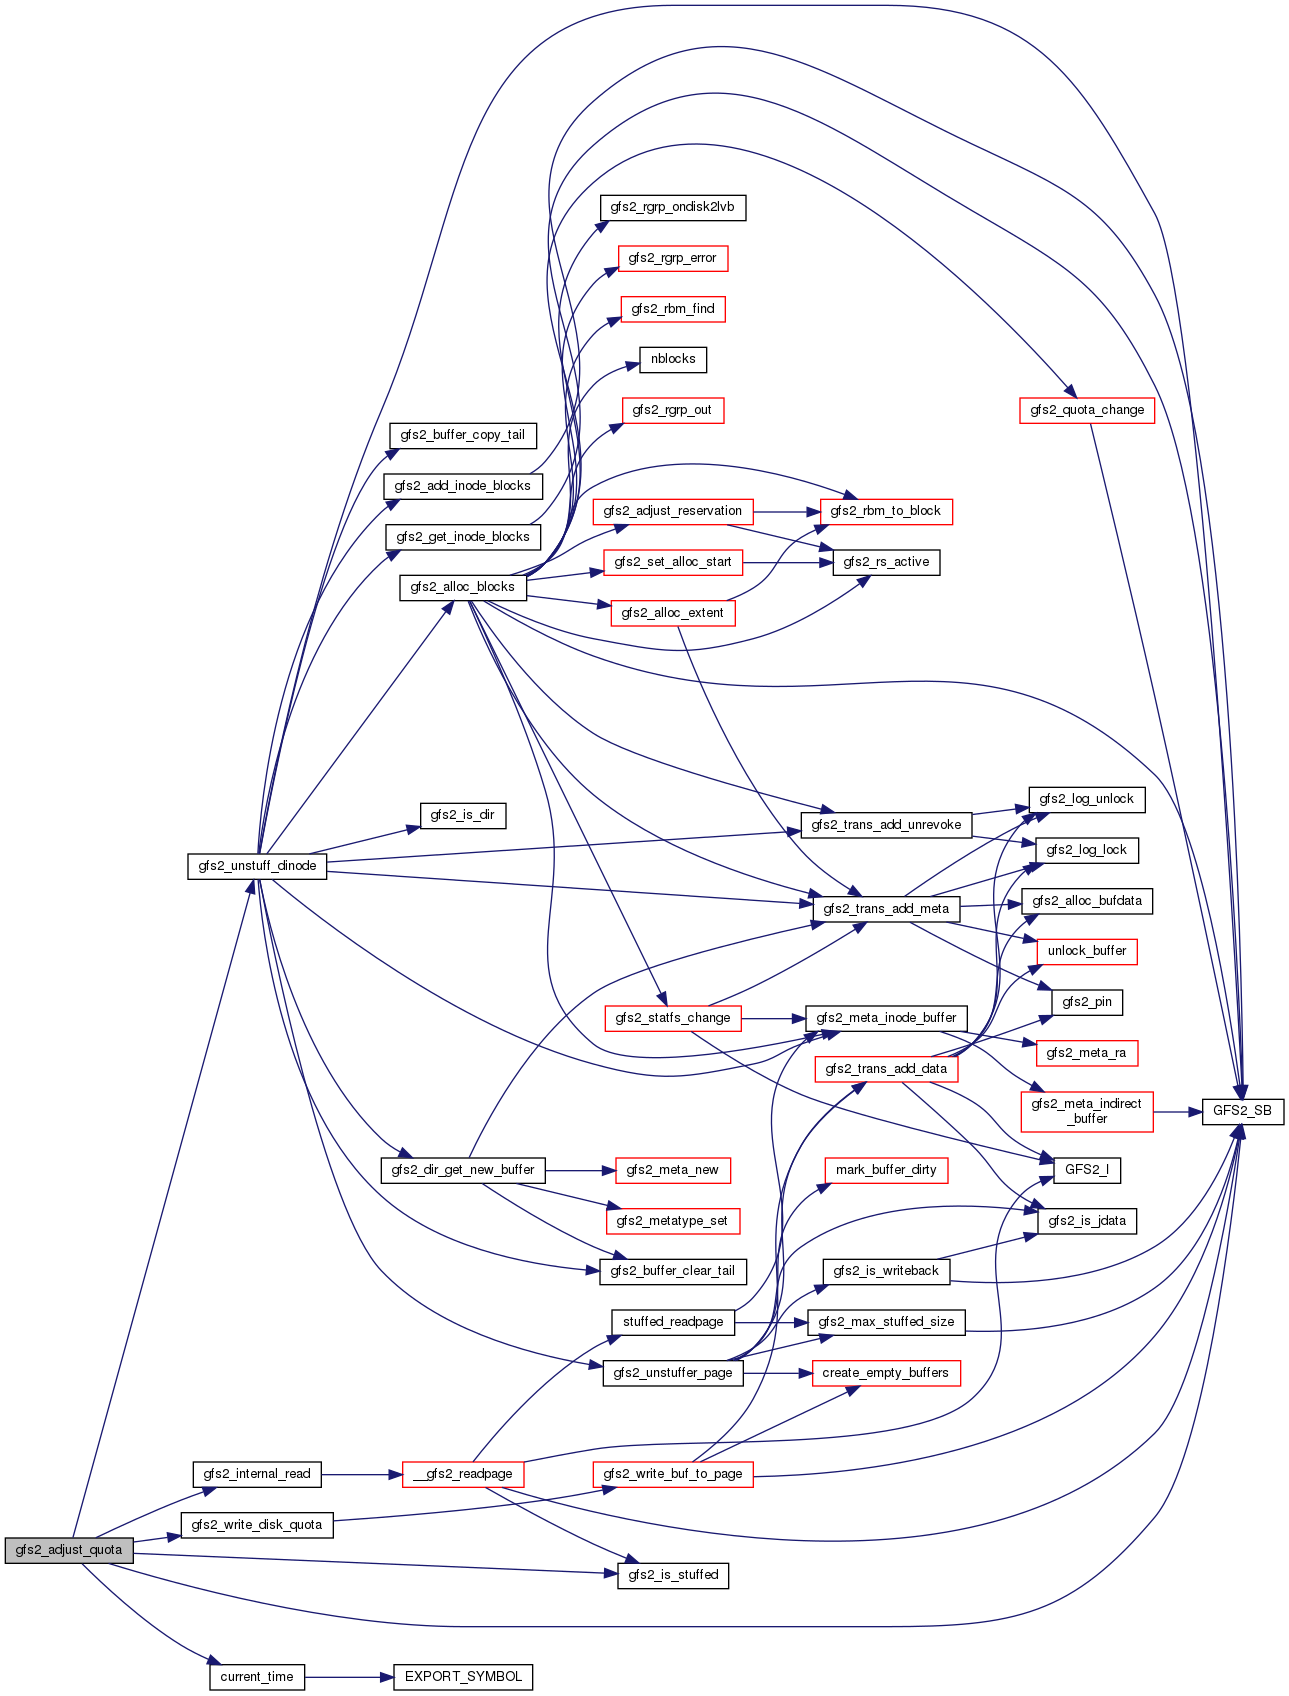 gfs2_rgrp_ondisk2lvb
gfs2_rgrp_error
gfs2_rbm_find
nblocks
gfs2_rgrp_out
gfs2_quota_change
gfs2_buffer_copy_tail
gfs2_add_inode_blocks
gfs2_adjust_reservation
gfs2_rbm_to_block
gfs2_get_inode_blocks
gfs2_set_alloc_start
gfs2_rs_active
gfs2_alloc_blocks
gfs2_alloc_extent
gfs2_log_unlock
gfs2_is_dir
gfs2_trans_add_unrevoke
gfs2_log_lock
gfs2_unstuff_dinode
gfs2_trans_add_meta
gfs2_alloc_bufdata
unlock_buffer
gfs2_pin
gfs2_statfs_change
gfs2_meta_inode_buffer
gfs2_meta_ra
gfs2_trans_add_data
gfs2_meta_indirect
_buffer
GFS2_SB
gfs2_dir_get_new_buffer
gfs2_meta_new
mark_buffer_dirty
GFS2_I
gfs2_metatype_set
gfs2_is_jdata
gfs2_buffer_clear_tail
gfs2_is_writeback
stuffed_readpage
gfs2_max_stuffed_size
gfs2_unstuffer_page
create_empty_buffers
gfs2_internal_read
__gfs2_readpage
gfs2_write_buf_to_page
gfs2_write_disk_quota
gfs2_adjust_quota
gfs2_is_stuffed
current_time
EXPORT_SYMBOL